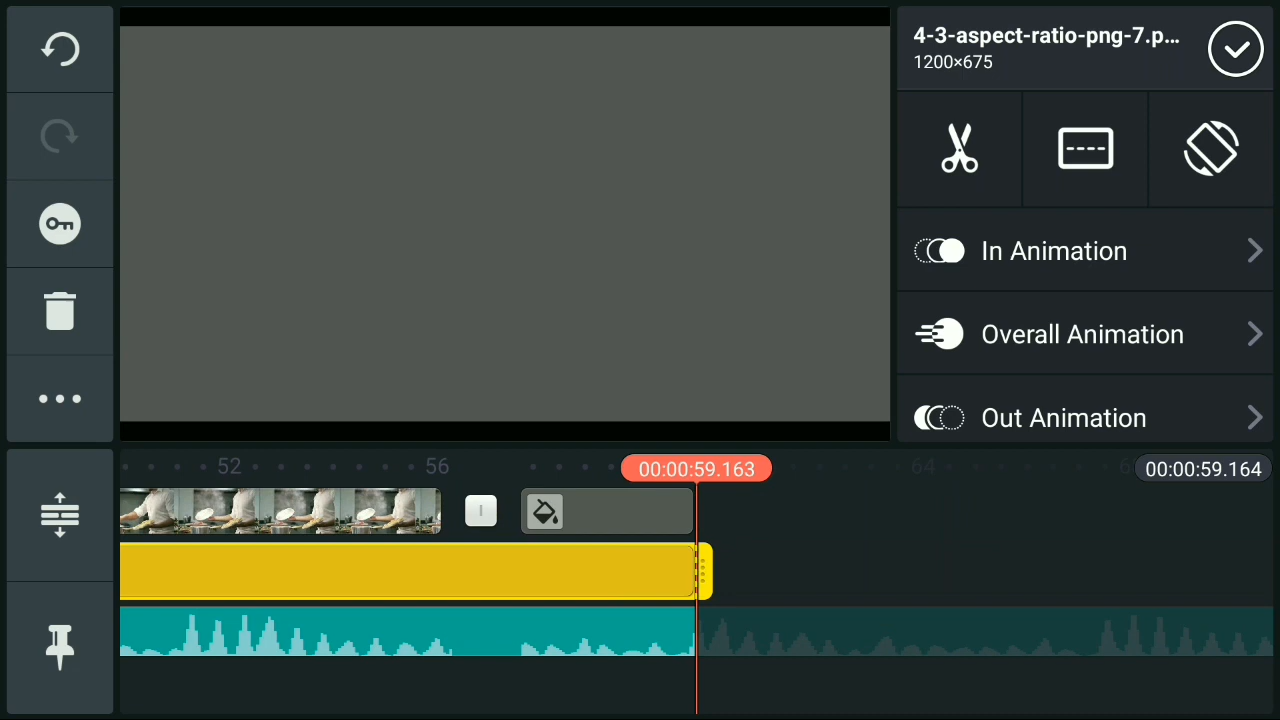 4-3-aspect-ratio-png-7.p...
1200×675
In Animation
Overall Animation
Out Animation
52
56
00:00:59.163
64
00:00:59.164